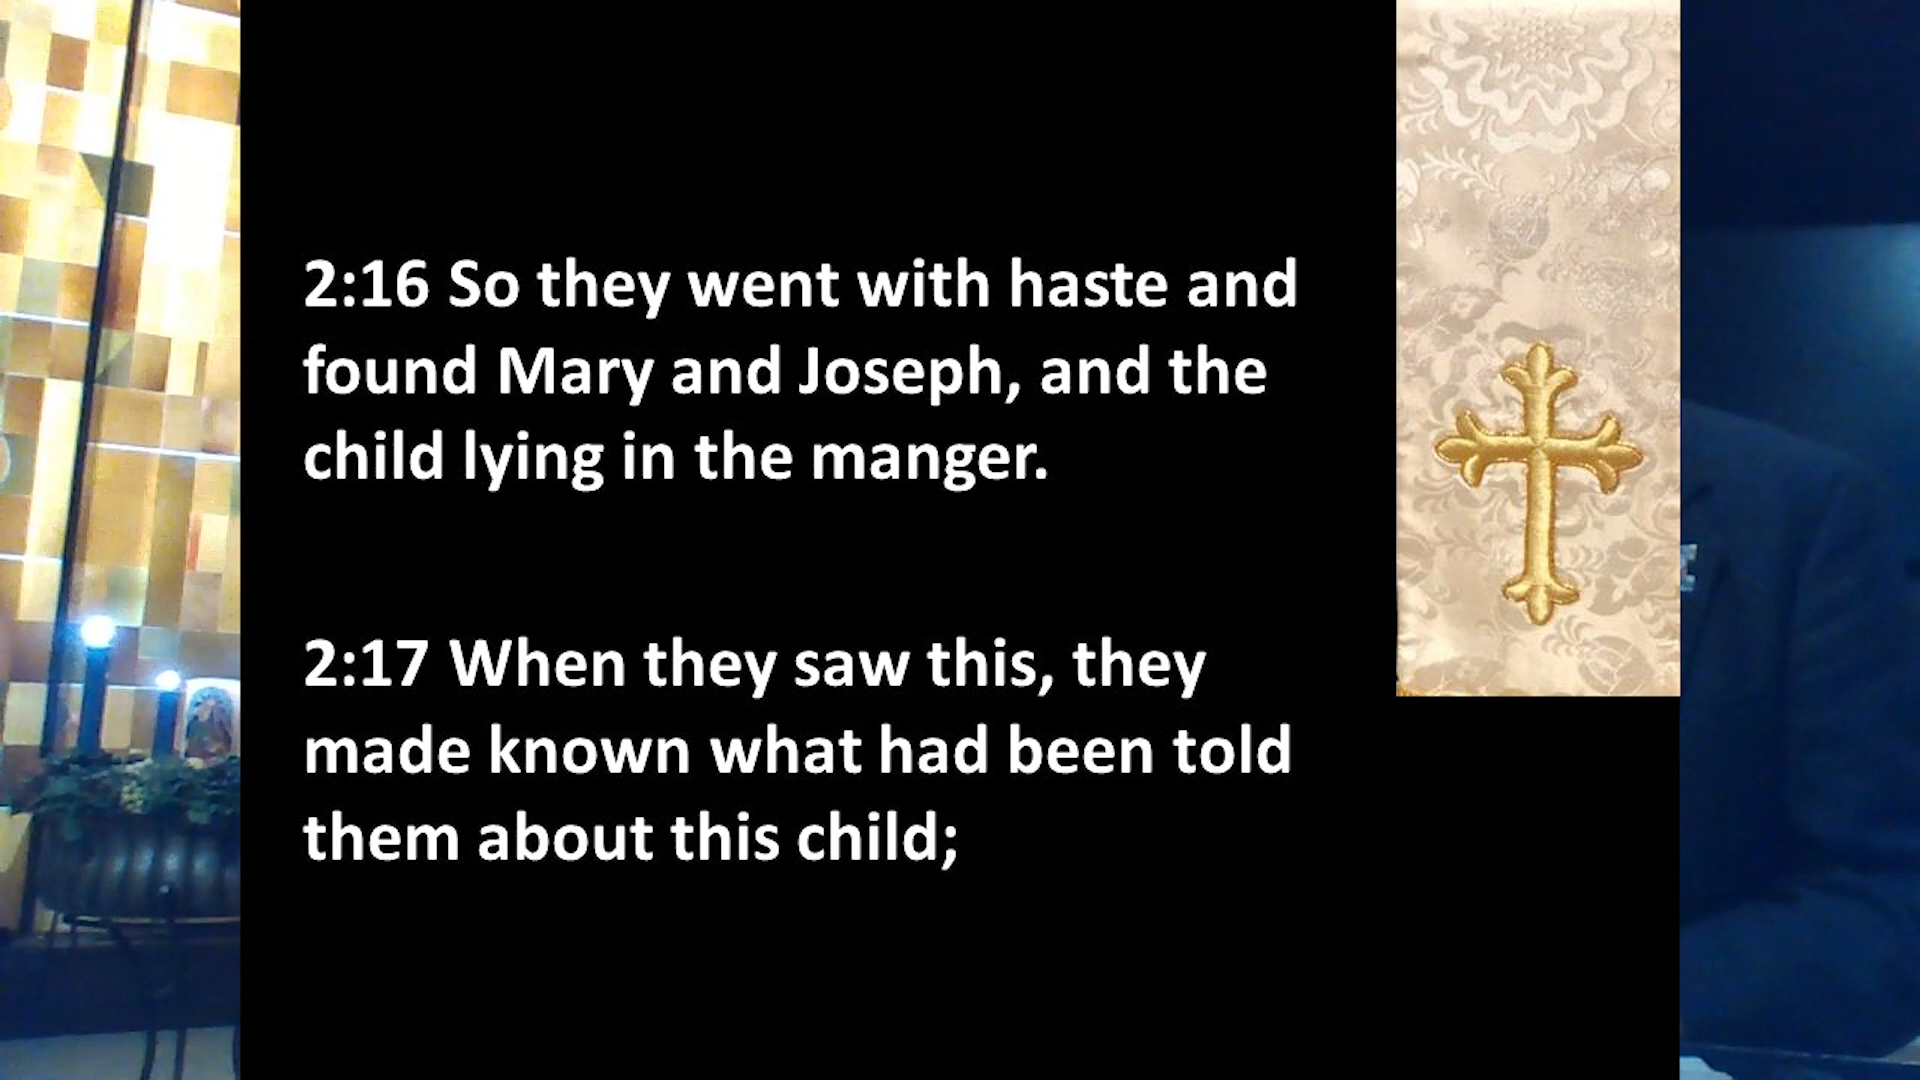 2:16 So they went with haste and
found Mary and Joseph, and the
child lying in the manger.
2:17 When they saw this, they
made known what had been told
them about this child;